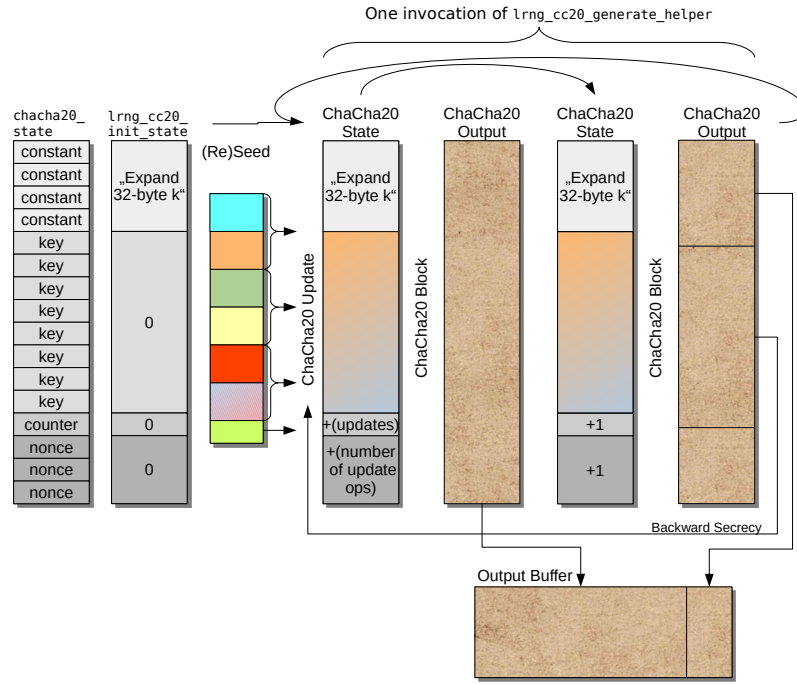 One invocation of lrng_cc20_generate_helper
chacha20_
state
lrng_cc20_
init_state
(Re)Seed
ChaCha20
State
ChaCha20
Output
ChaCha20
State
ChaCha20
Output
constant
constant
constant
constant
key
key
key
key
key
key
key
key
counter
nonce
nonce
nonce
„Expand
32-byte k“
0
0
0
ChaCha20 Update
„Expand
32-byte k“
+(updates)
+(number
of update
ops)
ChaCha20 Block
„Expand
32-byte k“
+1
+1
ChaCha20 Block
Backward Secrecy
Output Buffer